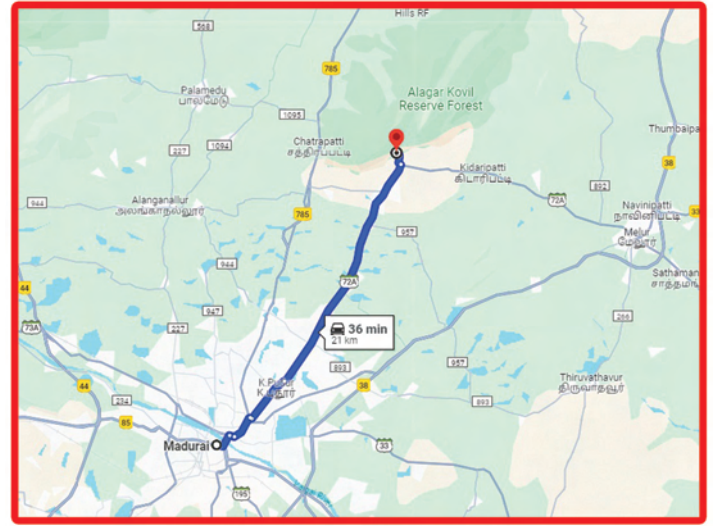 Hills RF
568
785
Palamedu
பாலமேடு
Alagar Kovil
Reserve Forest
1095
Thumbaipa
Chatrapatti
சத்திரப்பட்டி
227
1094
38
Kidaripatti
கிடாரிபட்டி
892
944
Alanganallur
அலங்காநல்லூர்
72A
Navinipatti
நாவினிபட்டி
33
785
957
Melur
மேலூர்
944
Sathaman
72A
44
947
73A
227
36 min
21 km
266
893
957
K.Pudur
44
38
Thiruvathavur
திருவாதவூர்
234
893
85
Madurai
33
195